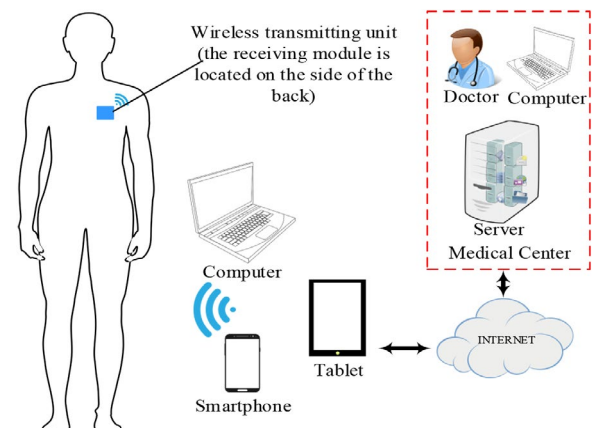 Wireless transmitting unit
(the receiving module is
located on the side of the
back)
Doctor
Computer
Server
Medical Center
Computer
INTERNET
Tablet
Smartphone